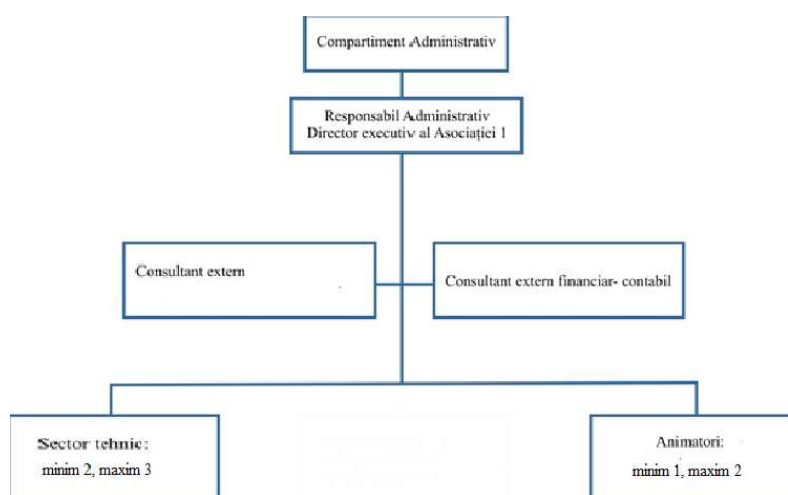 Compartiment Administrativ
Responsabil Administrativ
Director executiv al Asociației 1
Consultant extern
Consultant extern financiar- contabil
Sector tehnic:
minim 2, maxim 3
Animatori:
minim 1, maxim 2